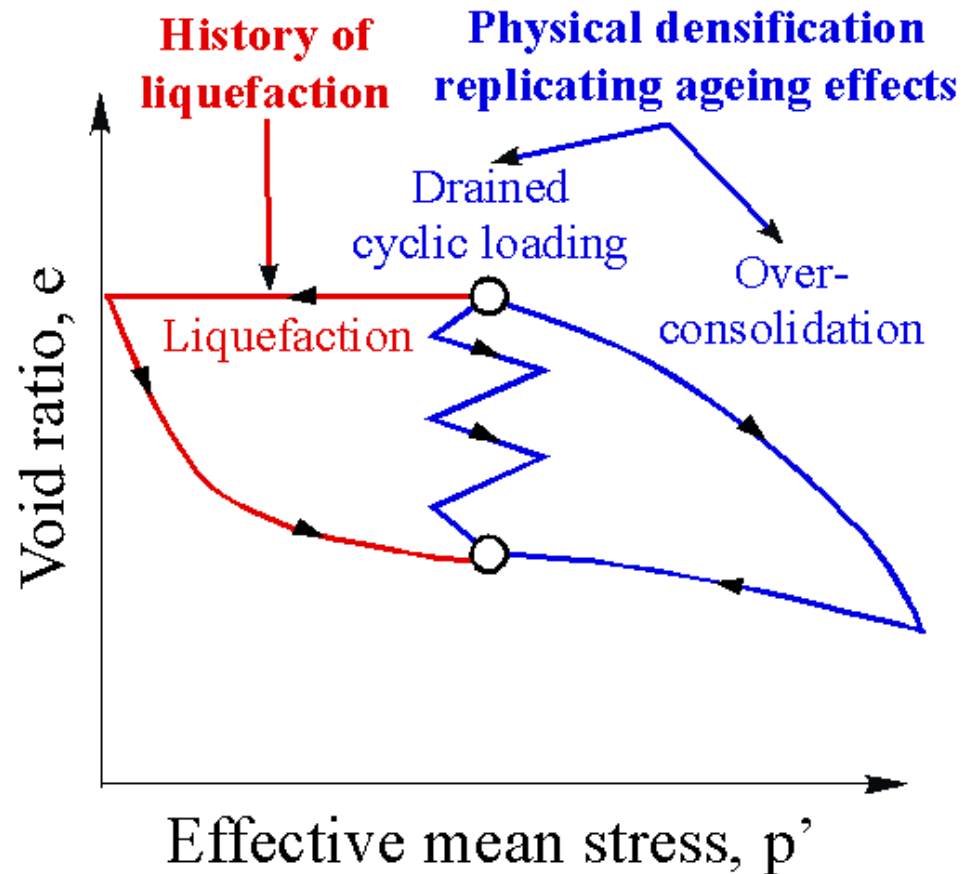 History of
liquefaction
Physical densification
replicating ageing effects
Drained
cyclic loading
Over-
consolidation
Liquefaction
Void ratio, e
Effective mean stress, p’